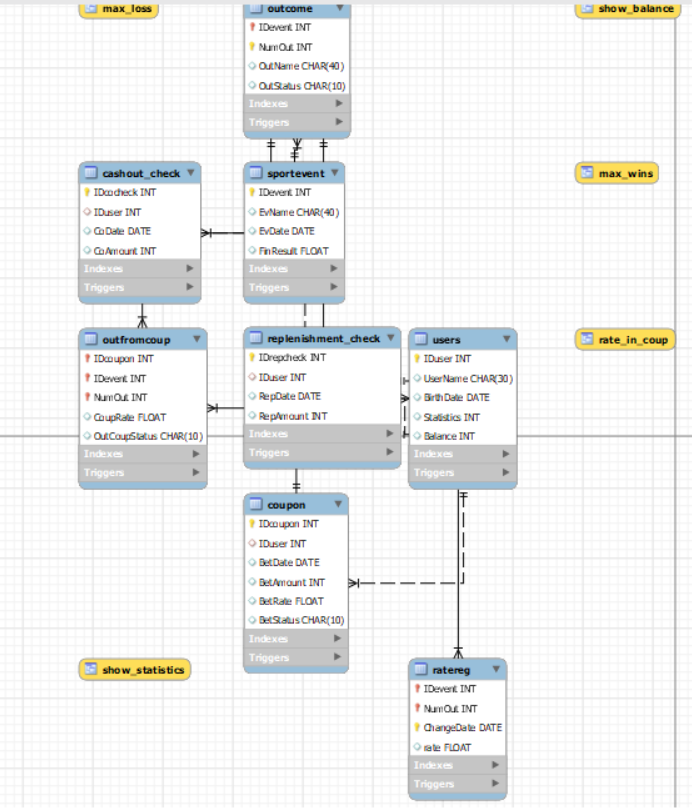 max_loss
outcome
IDevent INT
NumOut INT
OutName CHAR(40)
OutStatus CHAR(10)
Indexes
Triggers
show_balance
cashout_check
IDcocheck INT
IDuser INT
CoDate DATE
CoAmount INT
Indexes
Triggers
sportevent
IDevent INT
EvName CHAR(40)
EvDate DATE
FinResult FLOAT
Indexes
Triggers
max_wins
outfromcoup
IDcoupon INT
IDevent INT
NumOut INT
CoupRate FLOAT
OutCoupStatus CHAR(10)
Indexes
Triggers
replenishment_check
IDrepcheck INT
IDuser INT
RepDate DATE
RepAmount INT
Indexes
Triggers
users
IDuser INT
UserName CHAR(30)
BirthDate DATE
Statistics INT
Balance INT
Indexes
Triggers
rate_in_coup
coupon
IDcoupon INT
IDuser INT
BetDate DATE
BetAmount INT
BetRate FLOAT
BetStatus CHAR(10)
Indexes
Triggers
show_statistics
ratereg
IDevent INT
NumOut INT
ChangeDate DATE
rate FLOAT
Indexes
Triggers